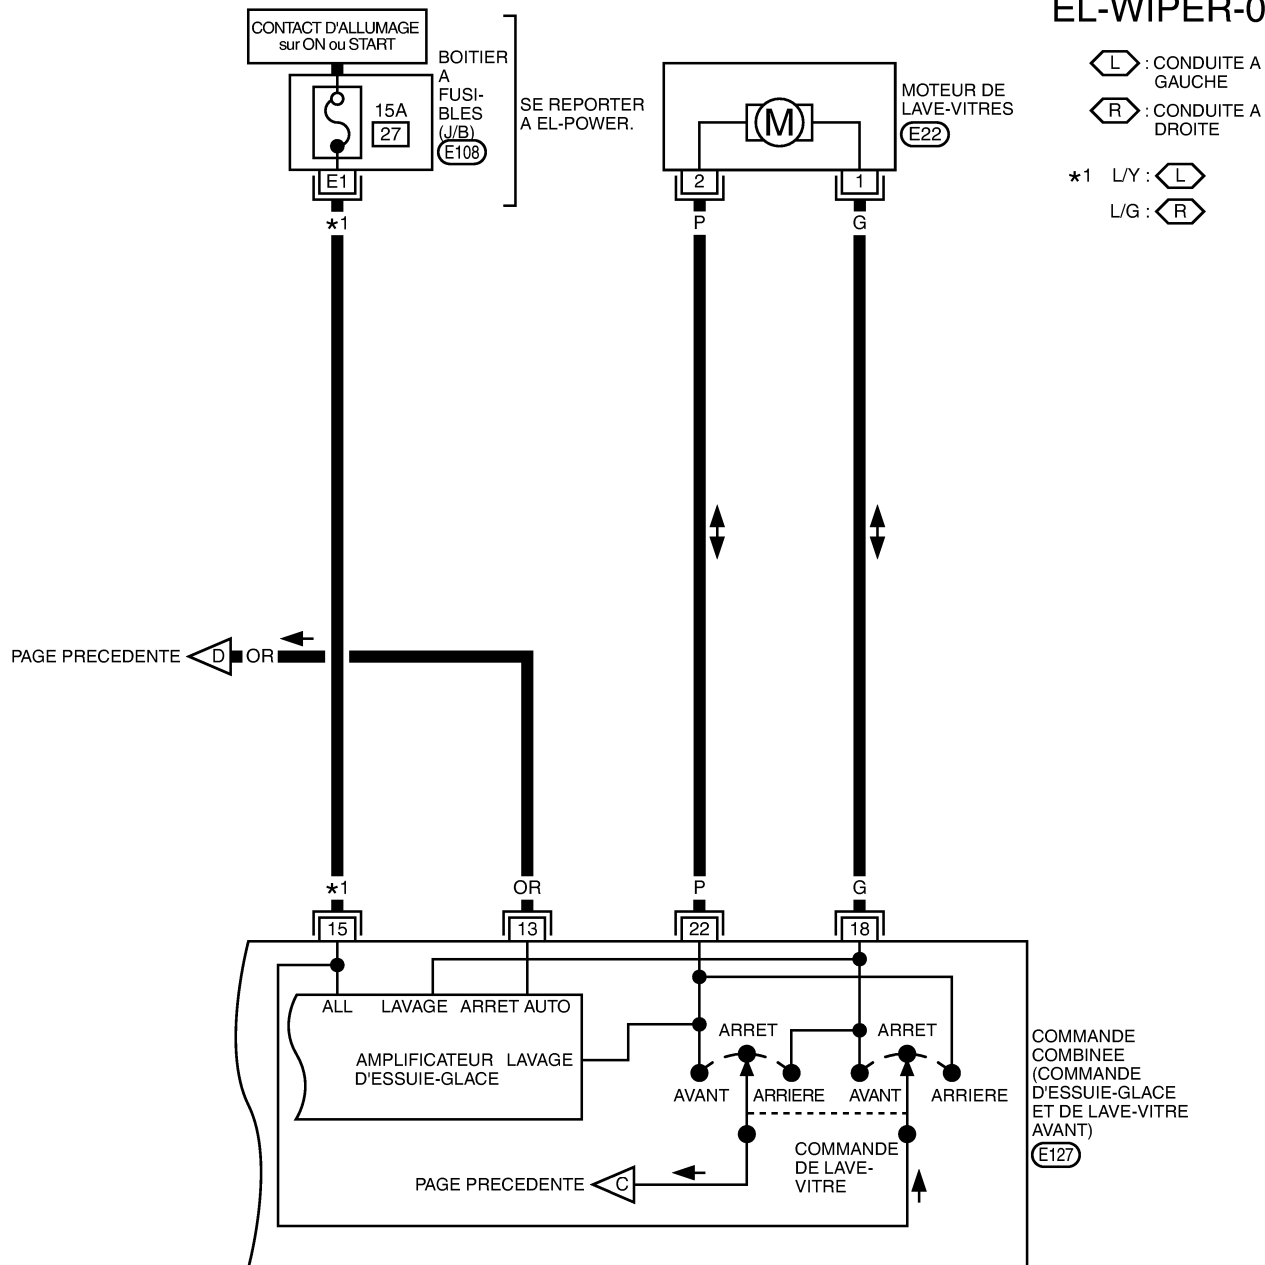 EL-WIPER-0
CONTACT D'ALLUMAGE
sur ON ou START
BOITIER
A
FUSI-
BLES
(J/B)
E108
15A
27
E1
*1
SE REPORTER
A EL-POWER.
MOTEUR DE
LAVE-VITRES
E22
M
2
1
P
G
L : CONDUITE A
GAUCHE
R : CONDUITE A
DROITE
*1 L/Y : L
L/G : R
PAGE PRECEDENTE D OR
*1
OR
P
G
15
13
22
18
ALL LAVAGE ARRET AUTO
AMPLIFICATEUR LAVAGE
D'ESSUIE-GLACE
ARRET
ARRET
AVANT
ARRIERE
AVANT
ARRIERE
COMMANDE
DE LAVE-
VITRE
PAGE PRECEDENTE C
COMMANDE
COMBINEE
(COMMANDE
D'ESSUIE-GLACE
ET DE LAVE-VITRE
AVANT)
E127